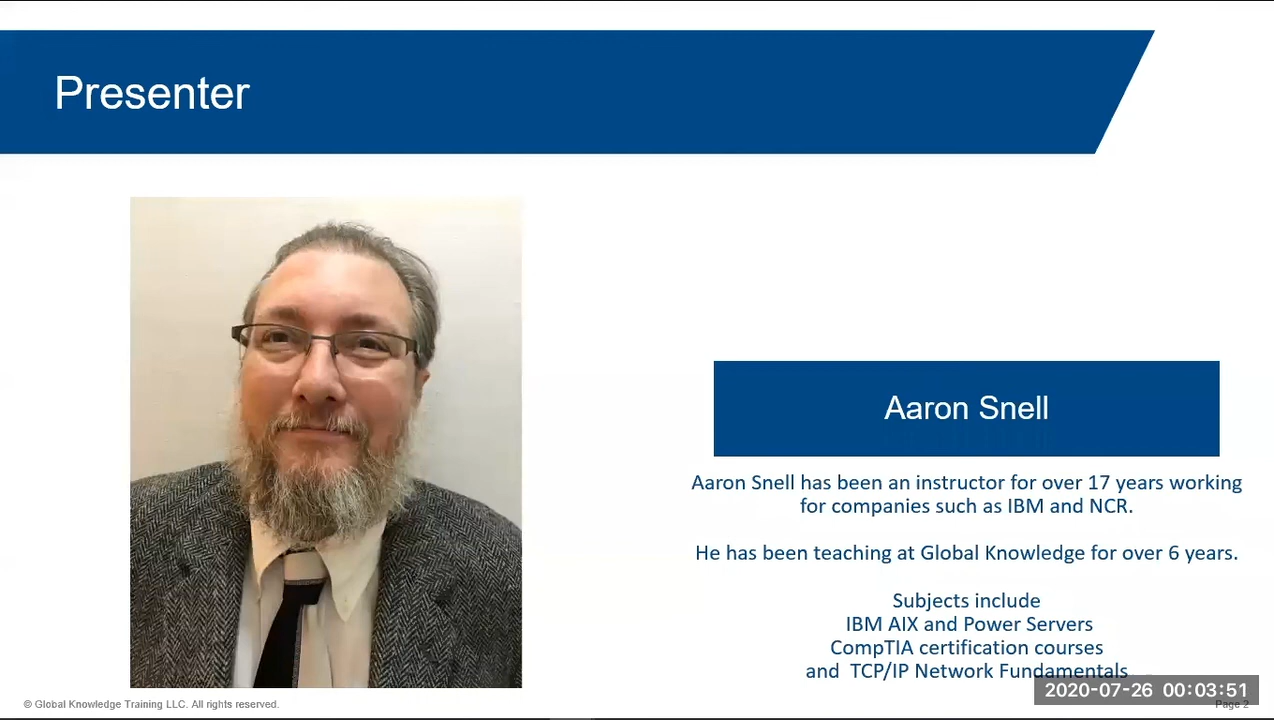 Presenter
Aaron Snell
Aaron Snell has been an instructor for over 17 years working
for companies such as IBM and NCR.
He has been teaching at Global Knowledge for over 6 years.
Subjects include
IBM AIX and Power Servers
CompTIA certification courses
and TCP/IP Network Fundamentals
2020-07-26 00:03:51
© Global Knowledge Training LLC. All rights reserved.
Page 2